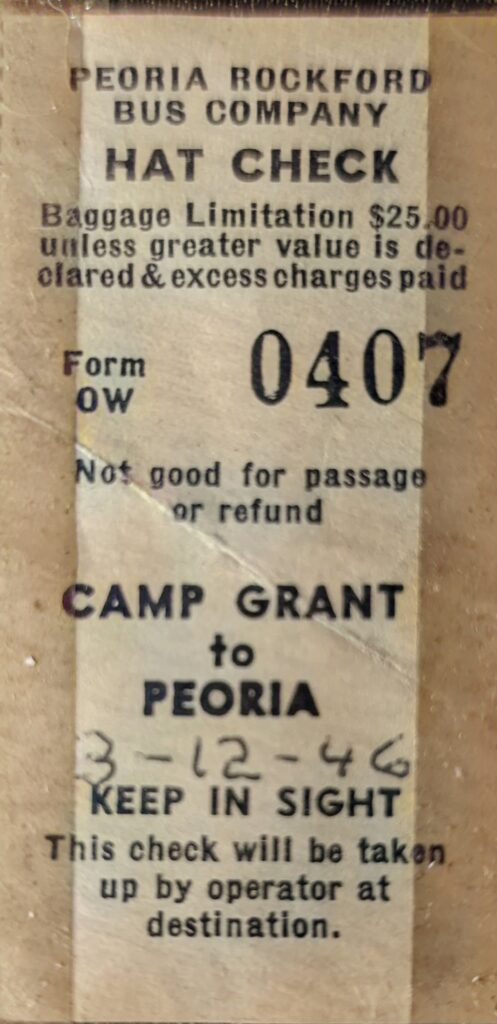 PEORIA ROCKFORD
BUS COMPANY
HAT CHECK
Baggage Limitation $25.00
unless greater value is de-
clared & excess charges paid
Form
OW
0407
Not good for passage
or refund
CAMP GRANT
to
PEORIA
3-12-46
KEEP IN SIGHT
This check will be taken
up by operator at
destination.